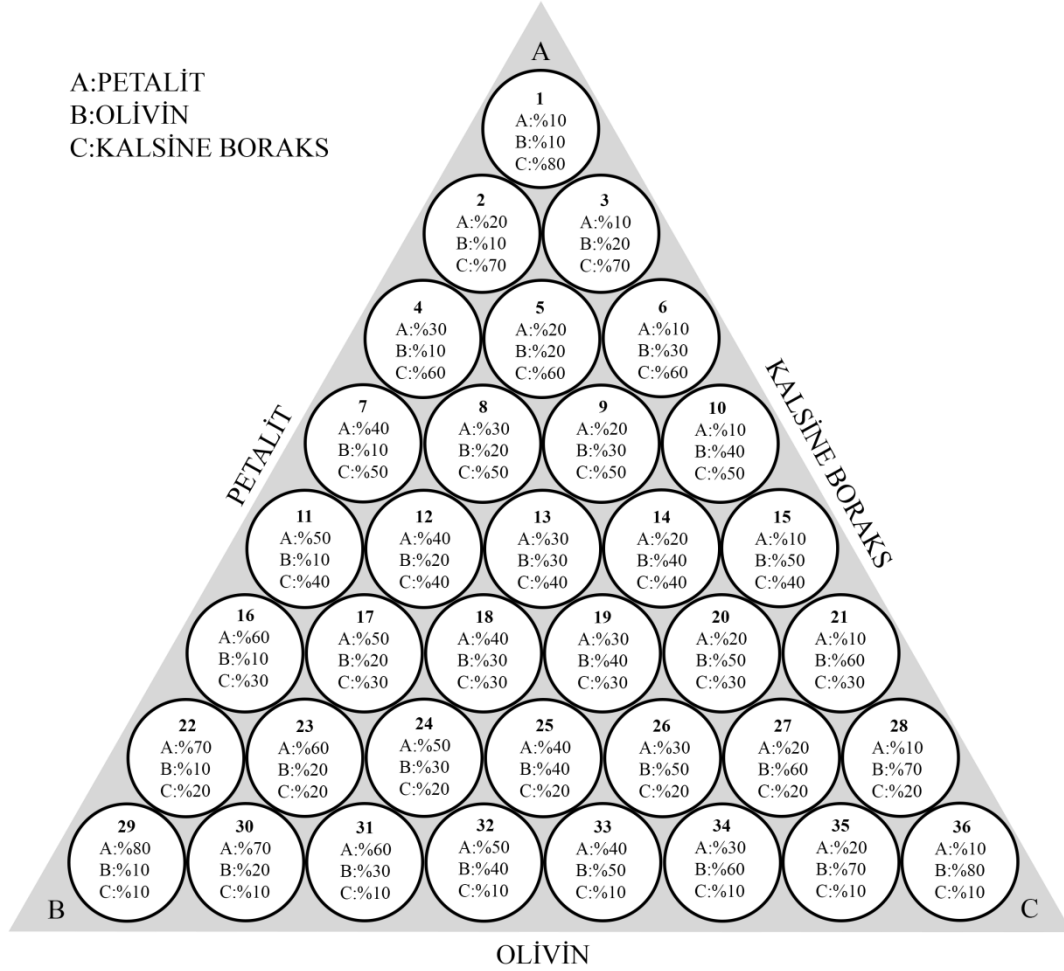 A
A:PETALİT
B:OLİVİN
C:KALSİNE BORAKS
1
A:%10
B:%10
C:%80
2
A:%20
B:%10
C:%70
3
A:%10
B:%20
C:%70
4
A:%30
B:%10
C:%60
5
A:%20
B:%20
C:%60
6
A:%10
B:%30
C:%60
7
A:%40
B:%10
C:%50
8
A:%30
B:%20
C:%50
9
A:%20
B:%30
C:%50
10
A:%10
B:%40
C:%50
PETALİT
KALSİNE BORAKS
11
A:%50
B:%10
C:%40
12
A:%40
B:%20
C:%40
13
A:%30
B:%30
C:%40
14
A:%20
B:%40
C:%40
15
A:%10
B:%50
C:%40
16
A:%60
B:%10
C:%30
17
A:%50
B:%20
C:%30
18
A:%40
B:%30
C:%30
19
A:%30
B:%40
C:%30
20
A:%20
B:%50
C:%30
21
A:%10
B:%60
C:%30
22
A:%70
B:%10
C:%20
23
A:%60
B:%20
C:%20
24
A:%50
B:%30
C:%20
25
A:%40
B:%40
C:%20
26
A:%30
B:%50
C:%20
27
A:%20
B:%60
C:%20
28
A:%10
B:%70
C:%20
29
A:%80
B:%10
C:%10
30
A:%70
B:%20
C:%10
31
A:%60
B:%30
C:%10
32
A:%50
B:%40
C:%10
33
A:%40
B:%50
C:%10
34
A:%30
B:%60
C:%10
35
A:%20
B:%70
C:%10
36
A:%10
B:%80
C:%10
B
C
OLİVİN